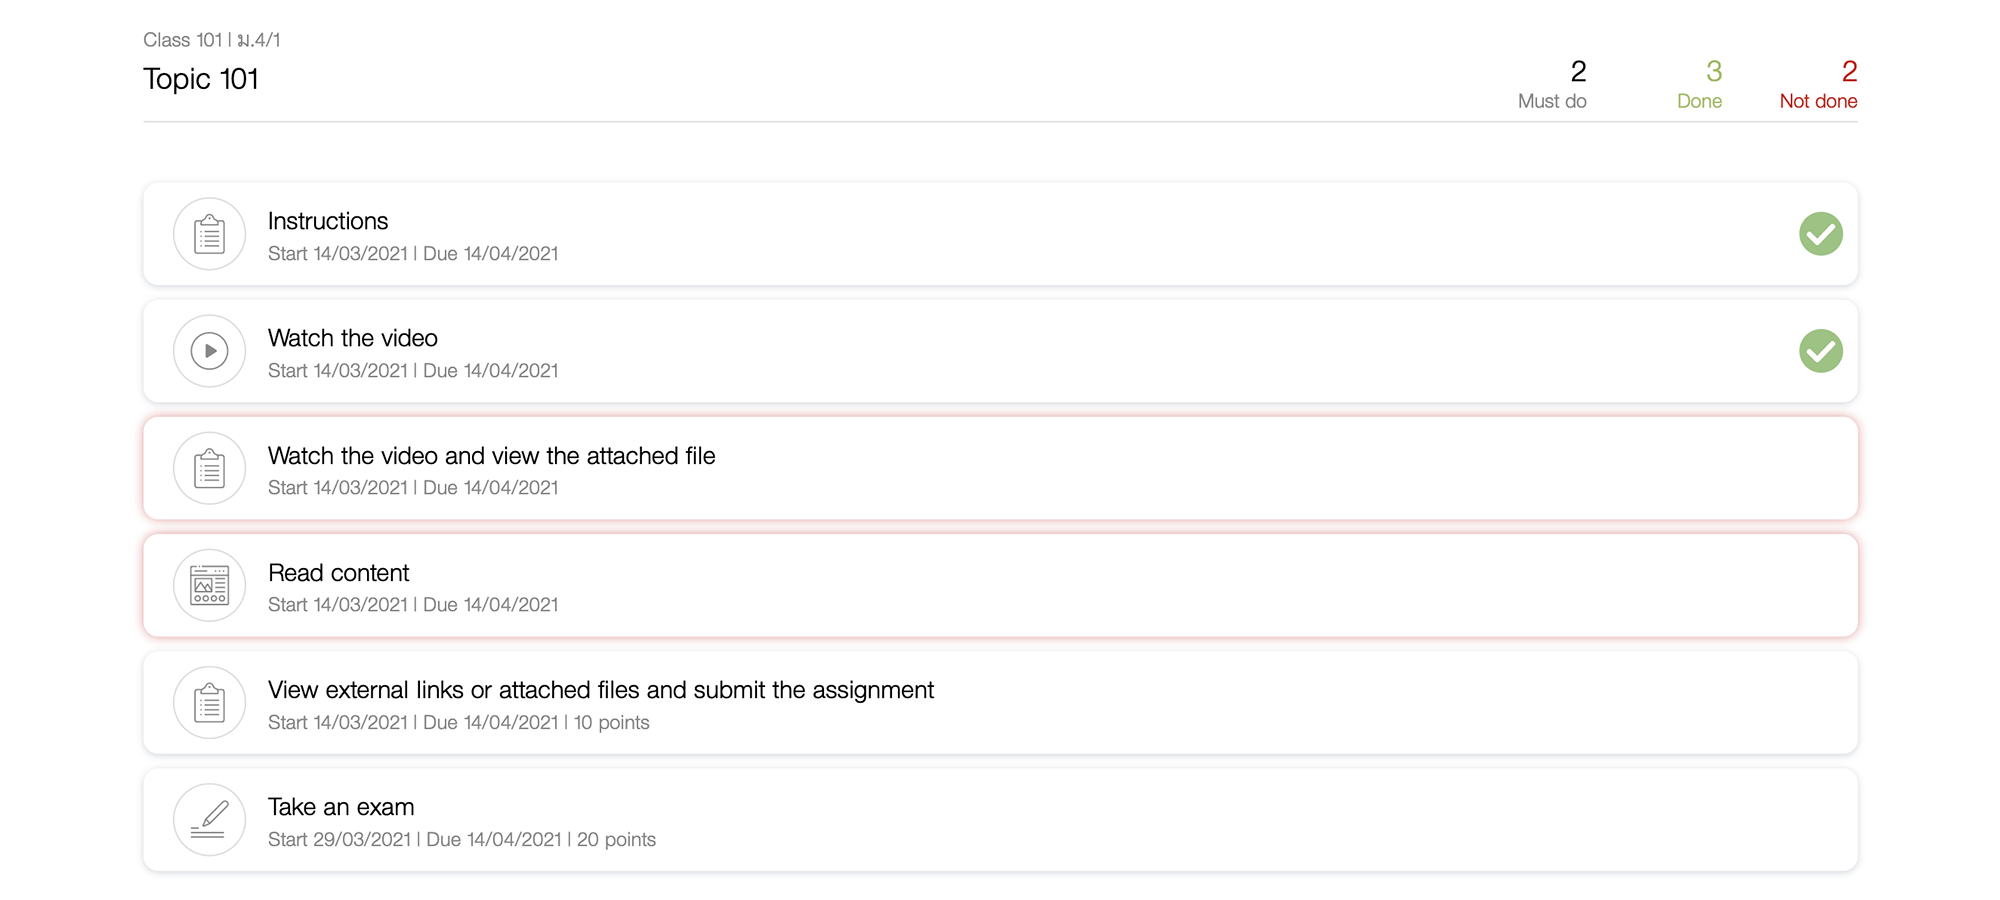 Class 101 | ม.4/1
Topic 101
2
Must do
3
Done
2
Not done
Instructions
Start 14/03/2021 | Due 14/04/2021
Watch the video
Start 14/03/2021 | Due 14/04/2021
Watch the video and view the attached file
Start 14/03/2021 | Due 14/04/2021
Read content
Start 14/03/2021 | Due 14/04/2021
View external links or attached files and submit the assignment
Start 14/03/2021 | Due 14/04/2021 | 10 points
Take an exam
Start 29/03/2021 | Due 14/04/2021 | 20 points